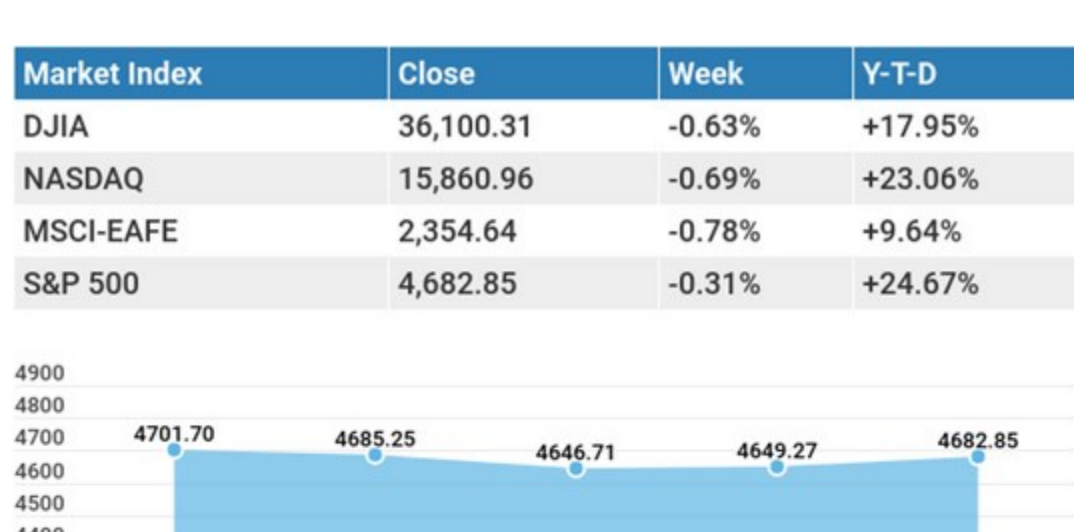 Market Index Close Week Y-T-D
DJIA 36,100.31 -0.63% +17.95%
NASDAQ 15,860.96 -0.69% +23.06%
MSCI-EAFE 2,354.64 -0.78% +9.64%
S&P 500 4,682.85 -0.31% +24.67%
4900
4800
4700 4701.70 4685.25 4646.71 4649.27 4682.85
4600
4500